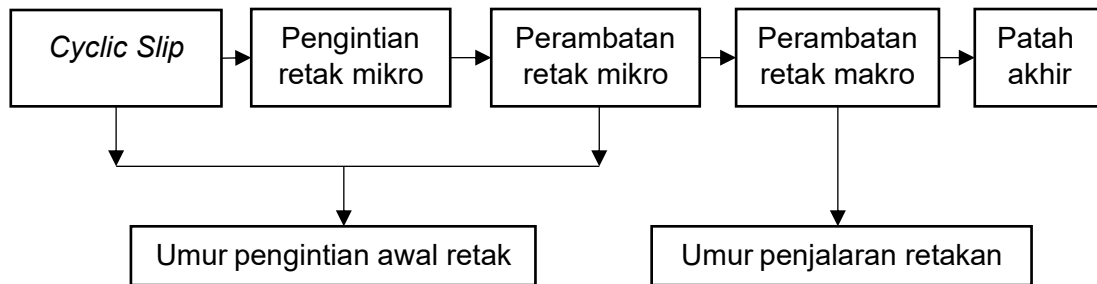 Cyclic Slip
Pengintian
retak mikro
Perambatan
retak mikro
Perambatan
retak makro
Patah
akhir
Umur pengintian awal retak
Umur penjalaran retakan